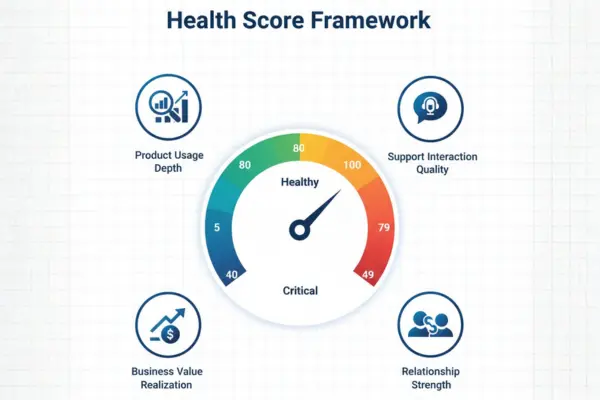 Health Score Framework
Product Usage
Depth
Support Interaction
Quality
80
80
100
Healthy
5
79
40
49
Critical
Business Value
Realization
$
Relationship
Strength